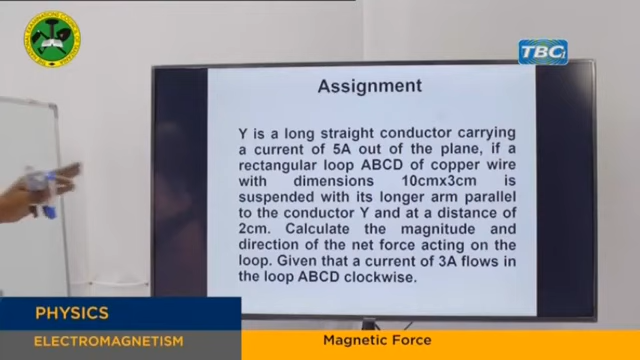 TBC1
Assignment
Y is a long straight conductor carrying
a current of 5A out of the plane, if a
rectangular loop ABCD of copper wire
with dimensions 10cmx3cm is
suspended with its longer arm parallel
to the conductor Y and at a distance of
2cm. Calculate the magnitude and
direction of the net force acting on the
loop. Given that a current of 3A flows in
the loop ABCD clockwise.
PHYSICS
ELECTROMAGNETISM
Magnetic Force